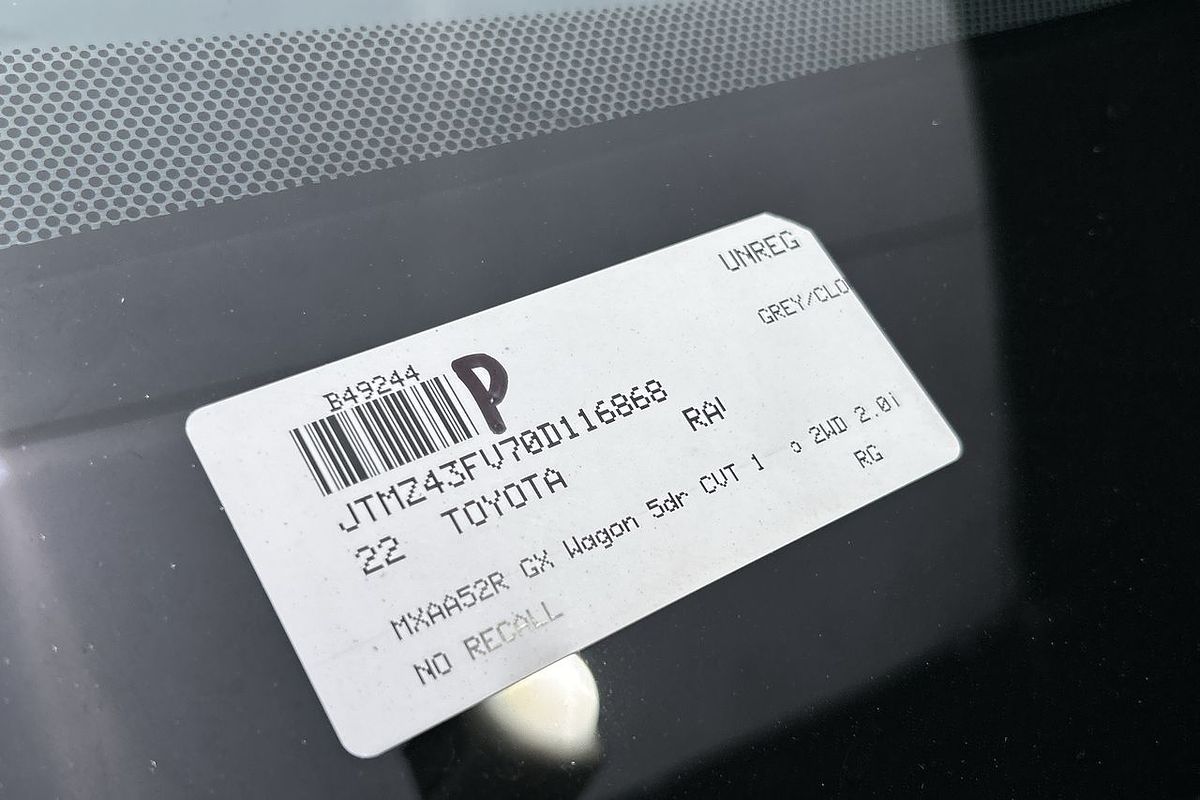 UNREG
GREY/CLO
B49244 P
JTMZ43FV70D116868
22 TOYOTA RAV
MXAA52R GX Wagon 5dr CVT 1 2WD 2.0i
NO RECALL RG